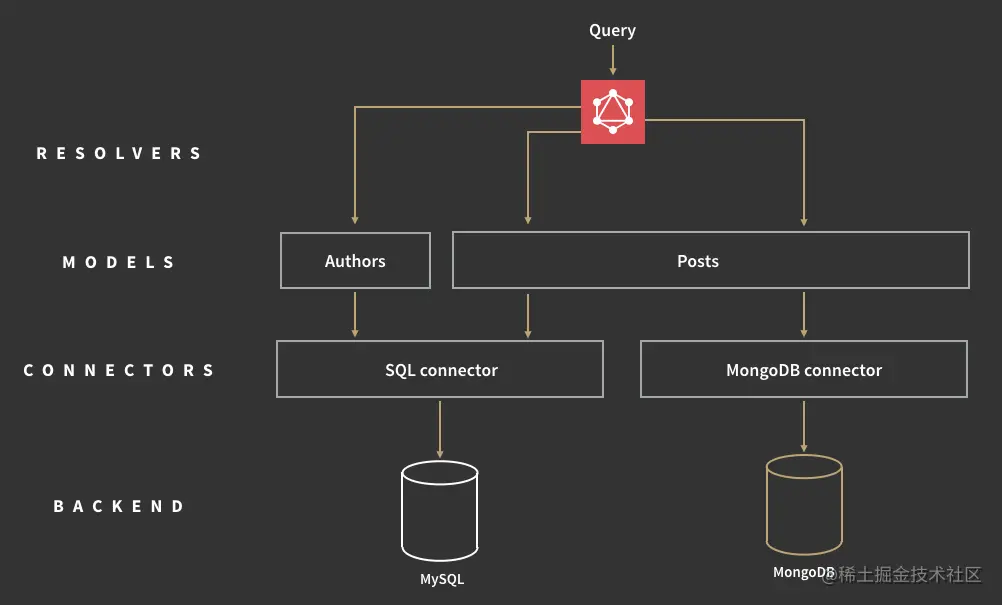 Query
RESOLVERS
MODELS
Authors
Posts
CONNECTORS
SQL connector
MongoDB connector
BACKEND
MySQL
MongoDB
@稀土掘金技术社区